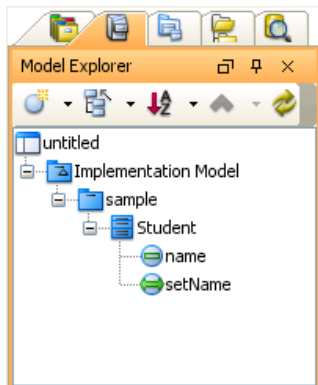 Model Explorer
untitled
Implementation Model
sample
Student
name
setName